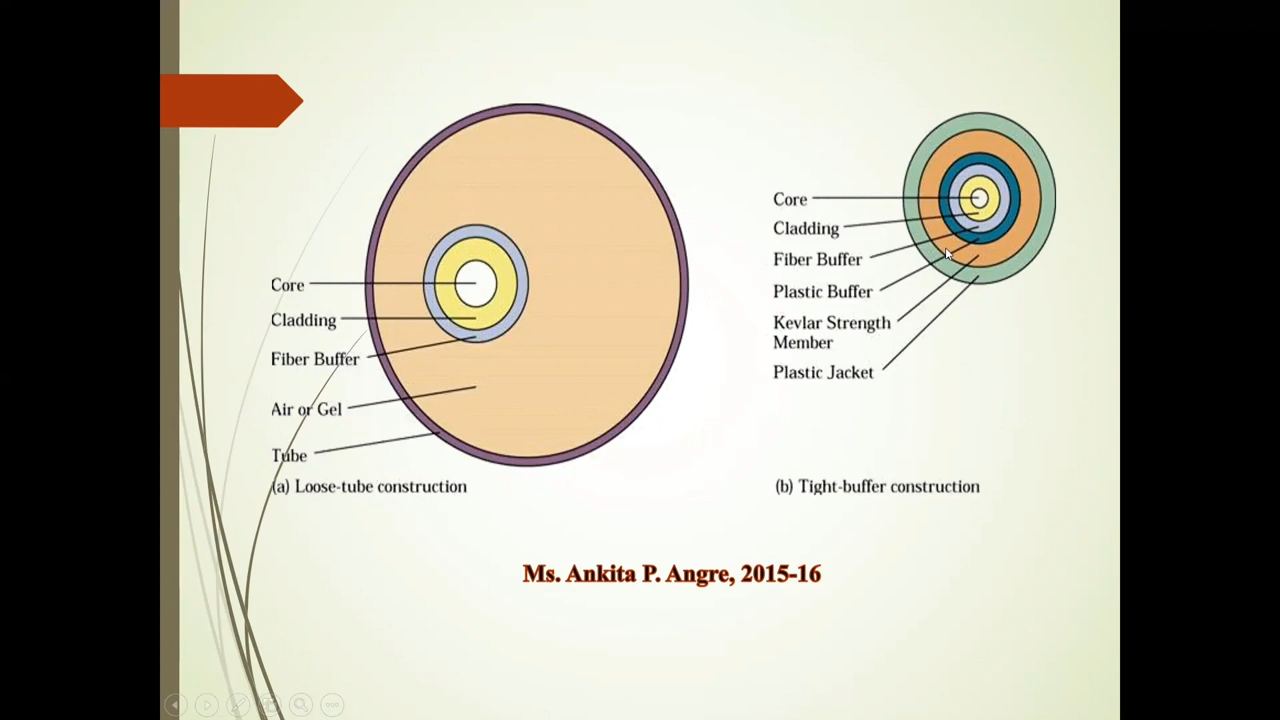 Core
Cladding
Fiber Buffer
Air or Gel
Tube
(a) Loose-tube construction
Core
Cladding
Fiber Buffer
Plastic Buffer
Kevlar Strength
Member
Plastic Jacket
(b) Tight-buffer construction
Ms. Ankita P. Angre, 2015-16